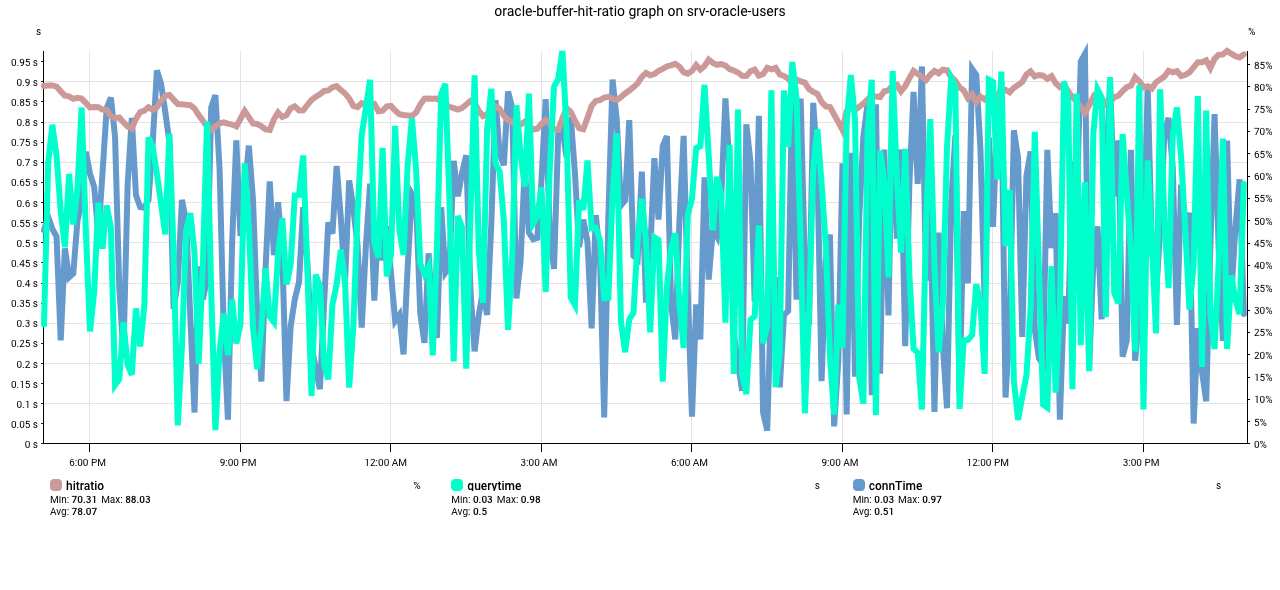 oracle-buffer-hit-ratio graph on srv-oracle-users
s %
0.95 s
0.9 s
0.85 s
0.8 s
0.75 s
0.7 s
0.65 s
0.6 s
0.55 s
0.5 s
0.45 s
0.4 s
0.35 s
0.3 s
0.25 s
0.2 s
0.15 s
0.1 s
0.05 s
0 s
85%
80%
75%
70%
65%
60%
55%
50%
45%
40%
35%
30%
25%
20%
15%
10%
5%
0%
6:00 PM 9:00 PM 12:00 AM 3:00 AM 6:00 AM 9:00 AM 12:00 PM 3:00 PM
hitratio %
Min: 70.31 Max: 88.03
Avg: 78.07
querytime s
Min: 0.03 Max: 0.98
Avg: 0.5
connTime s
Min: 0.03 Max: 0.97
Avg: 0.51